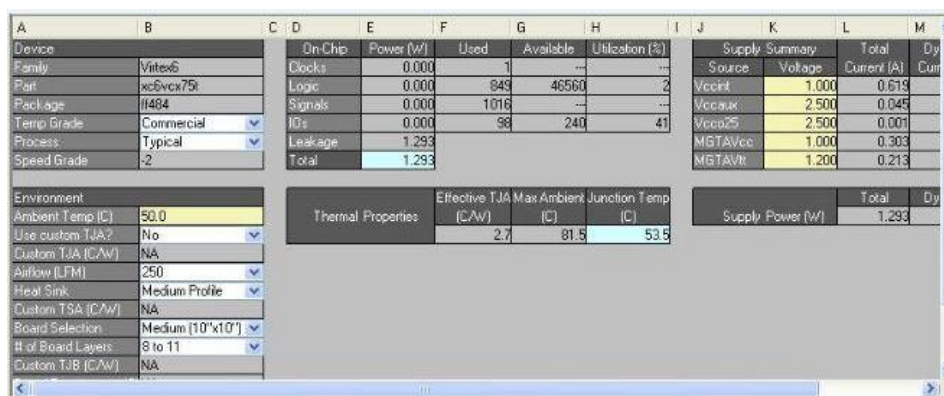 A B C D E F G H I J K L M
Device On-Chip Power (W) Used Available Utilization (%) Supply Summary Total Dy
Family Virtex6 Clocks 0.000 1 --- --- Source Voltage Current (A) Curr
Part xc6vcx75t Logic 0.000 849 46560 2 Vccint 1.000 0.619
Package ff484 Signals 0.000 1016 --- --- Vccaux 2.500 0.045
Temp Grade Commercial IOs 0.000 98 240 41 Vcco25 2.500 0.001
Process Typical Leakage 1.293 MGTAVcc 1.000 0.303
Speed Grade -2 Total 1.293 MGTAVtt 1.200 0.213
Environment Effective TJA Max Ambient Junction Temp Total Dy
Ambient Temp (C) 50.0 Thermal Properties (C/W) (C) (C) Supply Power (W) 1.293
Use custom TJA? No 2.7 81.5 53.5
Custom TJA (C/W) NA
Airflow (LFM) 250
Heat Sink Medium Profile
Custom TSA (C/W) NA
Board Selection Medium (10"x10")
# of Board Layers 8 to 11
Custom TJB (C/W) NA